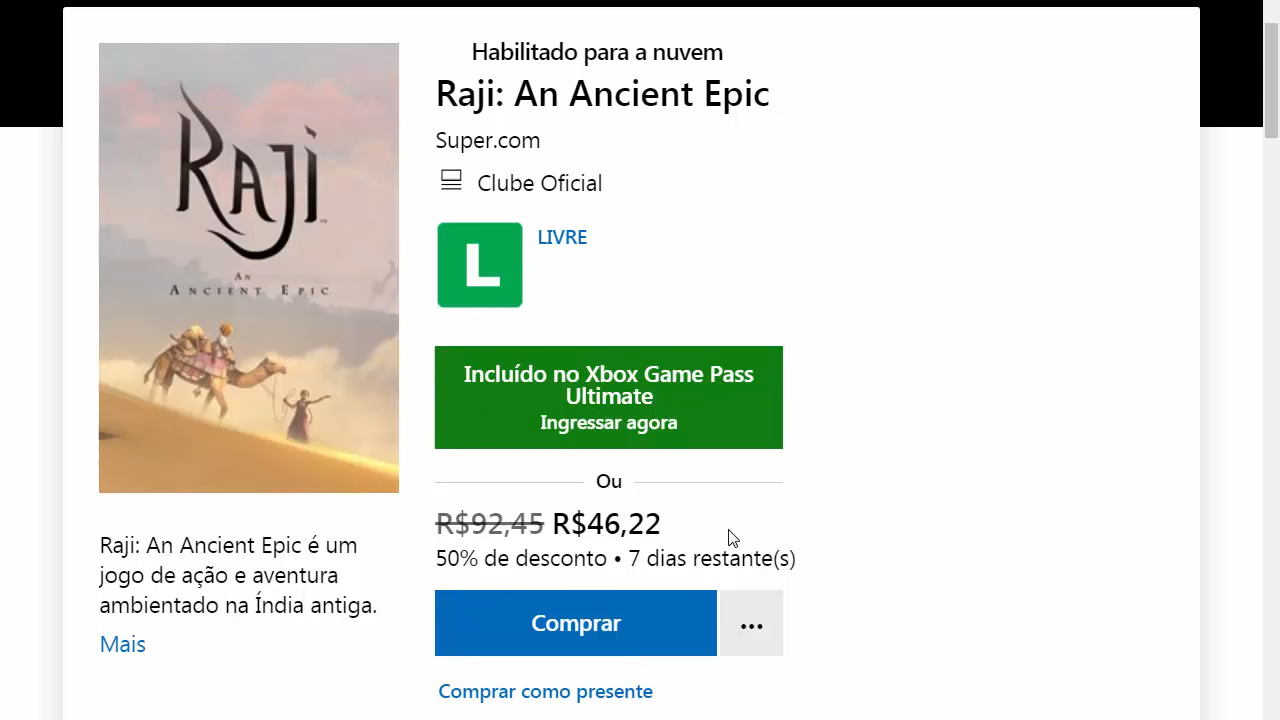 RAJI
AN
ANCIENT EPIC
Habilitado para a nuvem
Raji: An Ancient Epic
Super.com
Clube Oficial
L
LIVRE
Incluído no Xbox Game Pass
Ultimate
Ingressar agora
Ou
R$92,45 R$46,22
50% de desconto • 7 dias restante(s)
Comprar
...
Comprar como presente
Raji: An Ancient Epic é um
jogo de ação e aventura
ambientado na Índia antiga.
Mais